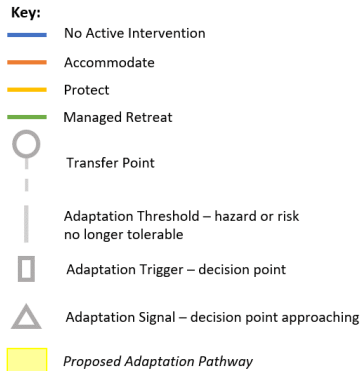 Key:
No Active Intervention
Accommodate
Protect
Managed Retreat
Transfer Point
Adaptation Threshold – hazard or risk
no longer tolerable
Adaptation Trigger – decision point
Adaptation Signal – decision point approaching
Proposed Adaptation Pathway